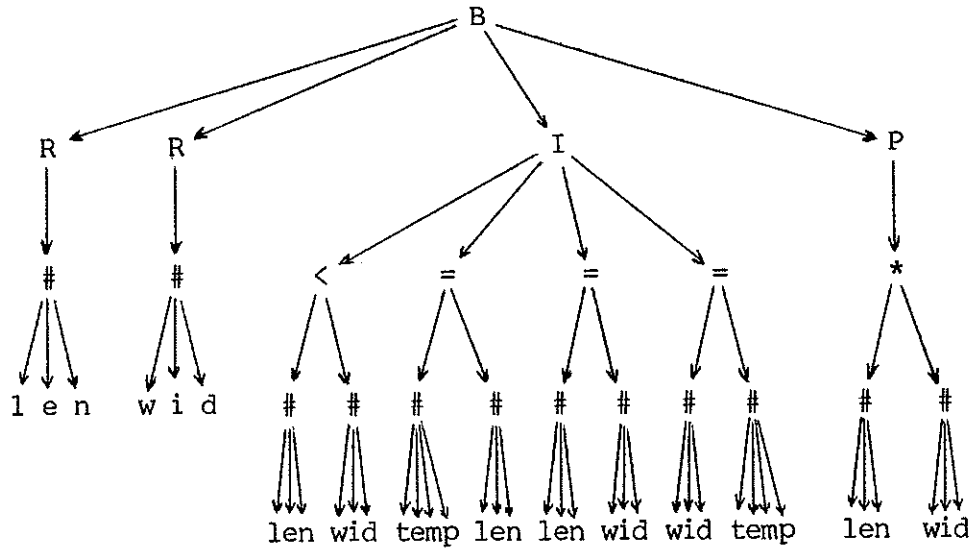 B
R R I P
# # < = = = *
l e n w i d # # # # # # # # # #
len wid temp len len wid wid temp len wid